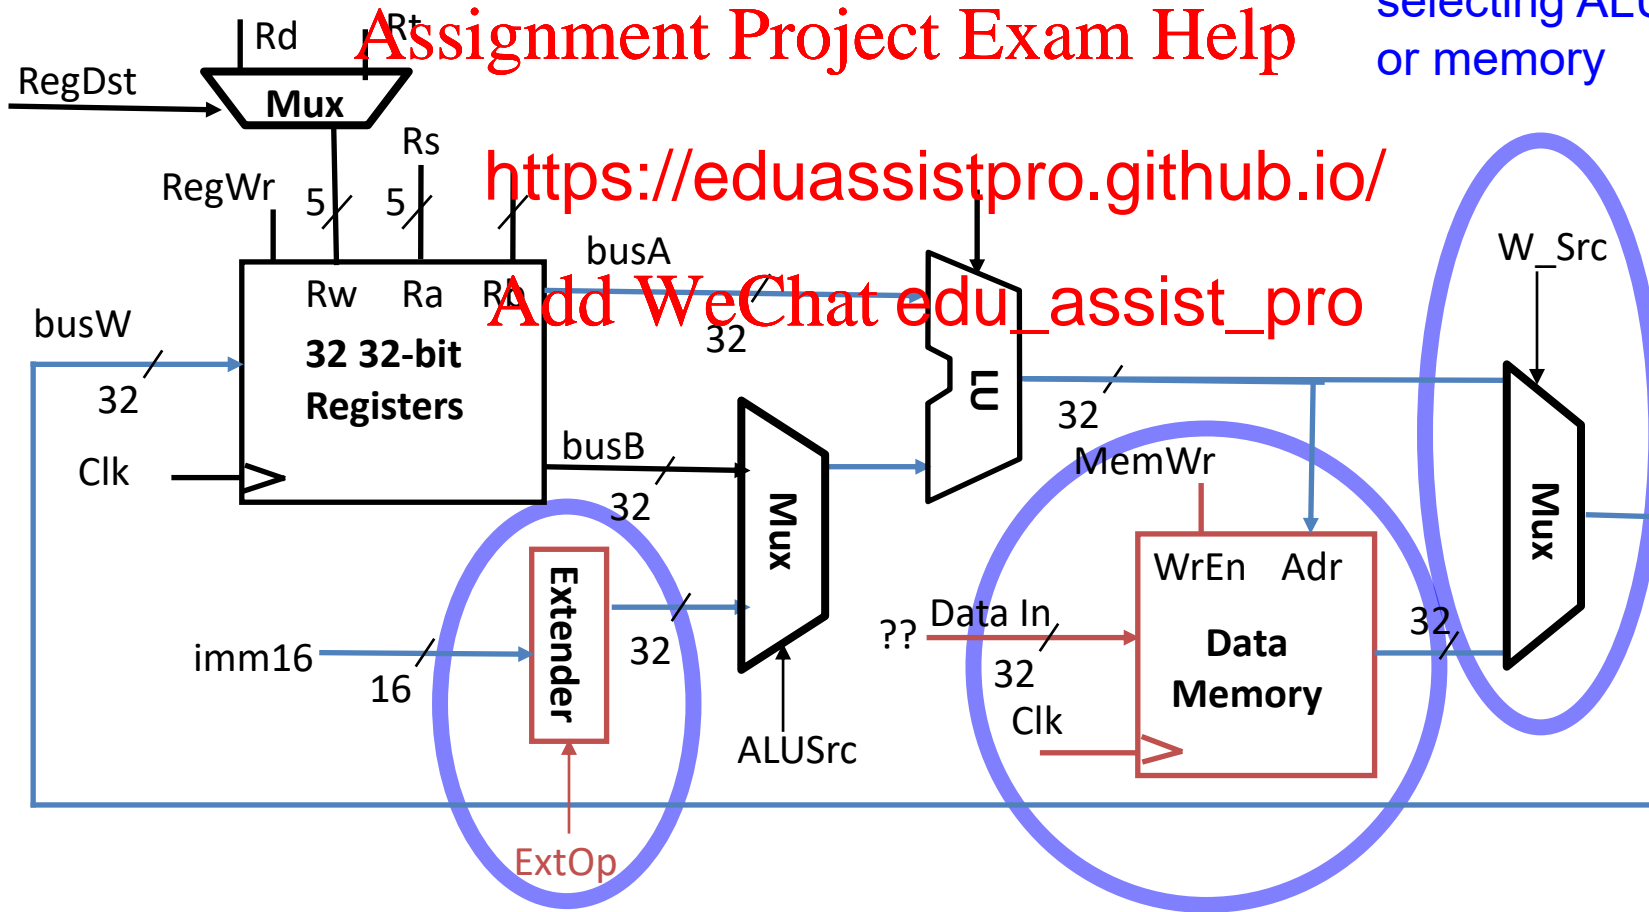 selecting ALU
or memory
Assignment Project Exam Help
Rd
Rt
RegDst
Mux
Rs
https://eduassistpro.github.io/
RegWr
5
5
busA
W_Src
Rw Ra Rb
Add WeChat edu_assist_pro
busW
32
32 32-bit
Registers
32
LU
32
busB
Clk
32
MemWr
Mux
Mux
WrEn Adr
Extender
Data In
??
32
32
imm16
16
32
Data
Memory
Clk
ALUSrc
ExtOp